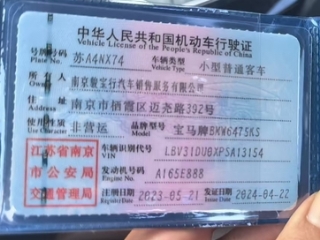 中华人民共和国机动车行驶证
Vehicle License of the People's Republic of China
号牌号码 苏A4NX74 车辆类型 小型普通客车
Plate No. Vehicle Type
所有人 南京骏宝行汽车销售服务有限公司
Owner
住址 南京市栖霞区迈尧路392号
Address
使用性质 非营运 品牌型号 宝马牌BMW6475KS
Use Character Model
江苏省南京
市公安局
交通管理局
车辆识别代号 LBV31DU0XPSA13154
VIN
发动机号码 A165E888
Engine No.
注册日期 2023-05-21 发证日期 2024-04-22
Register Date Issue Date